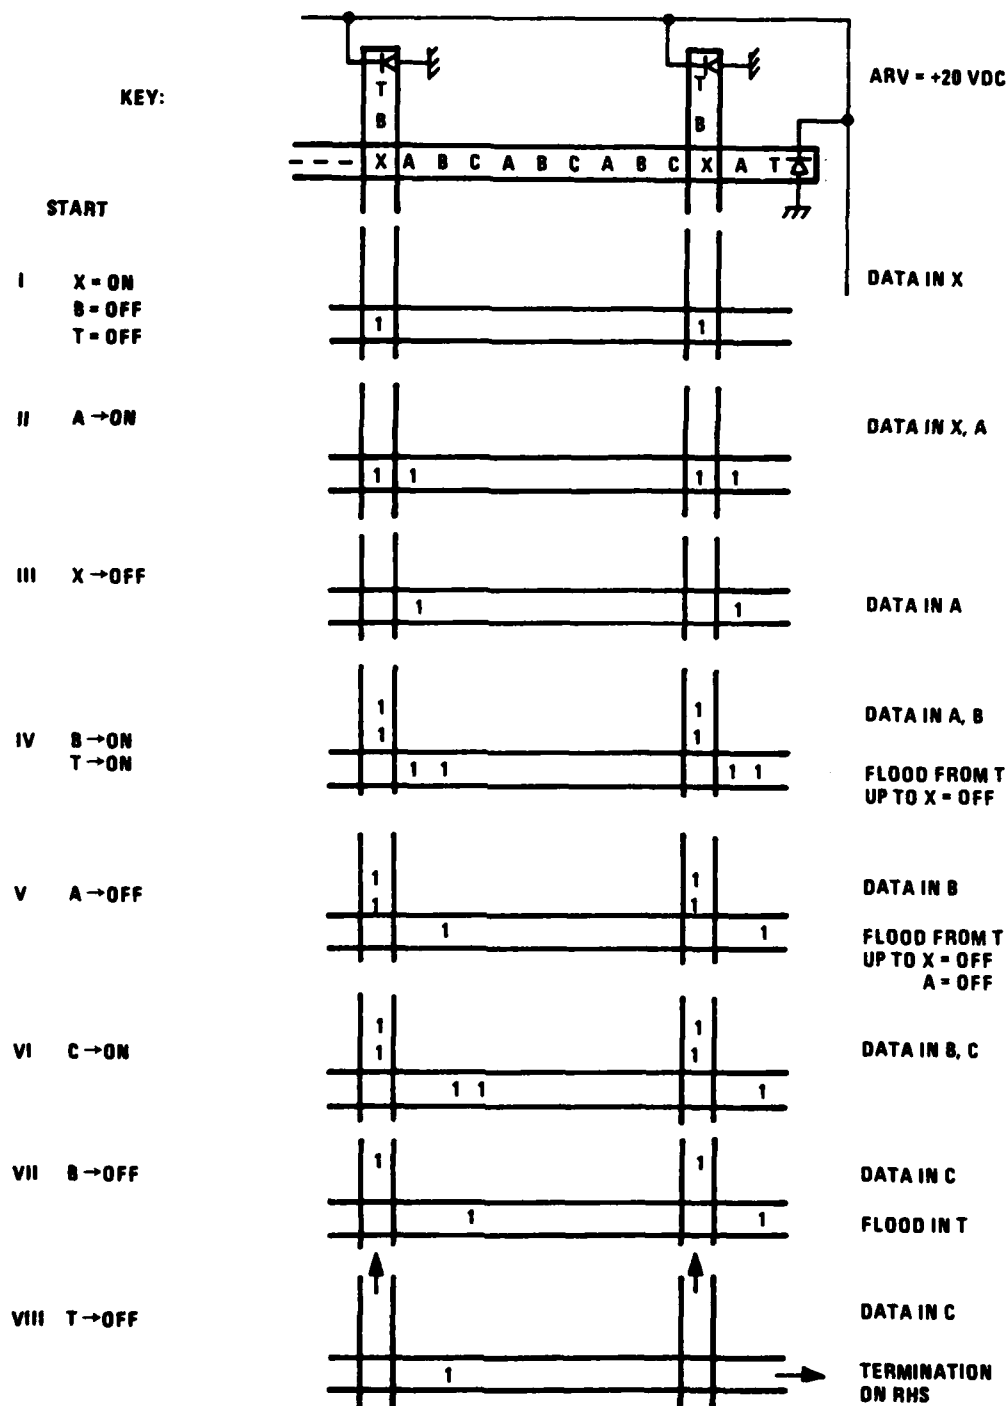 ARV = +20 VDC
KEY:
T
B
T
B
- - - X A B C A B C A B C X A T
START
I X = ON
B = OFF
T = OFF
1 1
DATA IN X
II A → ON
1 1 1 1
DATA IN X, A
III X → OFF
1 1
DATA IN A
IV B → ON
T → ON
1 1
1 1
1 1 1 1
DATA IN A, B
FLOOD FROM T
UP TO X = OFF
V A → OFF
1 1
1 1
1 1
DATA IN B
FLOOD FROM T
UP TO X = OFF
A = OFF
VI C → ON
1 1
1 1
1 1 1
DATA IN B, C
VII B → OFF
1 1
1 1
DATA IN C
FLOOD IN T
VIII T → OFF
1
DATA IN C
TERMINATION
ON RHS